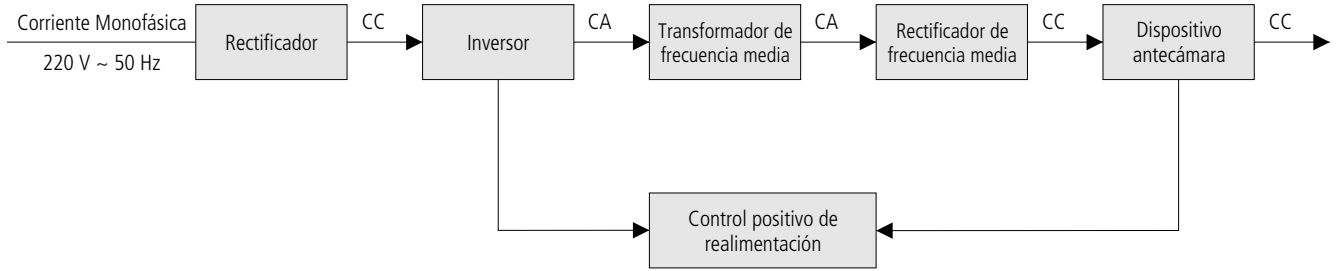 Corriente Monofásica
220 V ~ 50 Hz
Rectificador
CC
Inversor
CA
Transformador de
frecuencia media
CA
Rectificador de
frecuencia media
CC
Dispositivo
antecámara
CC
Control positivo de
realimentación